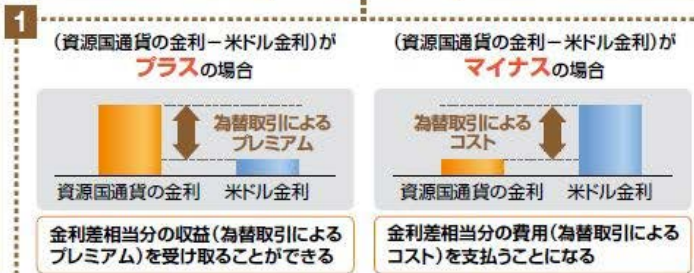 1
(資源国通貨の金利-米ドル金利)が
プラスの場合
為替取引による
プレミアム
資源国通貨の金利 米ドル金利
金利差相当分の収益(為替取引による
プレミアム)を受け取ることができる
(資源国通貨の金利-米ドル金利)が
マイナスの場合
為替取引による
コスト
資源国通貨の金利 米ドル金利
金利差相当分の費用(為替取引による
コスト)を支払うことになる